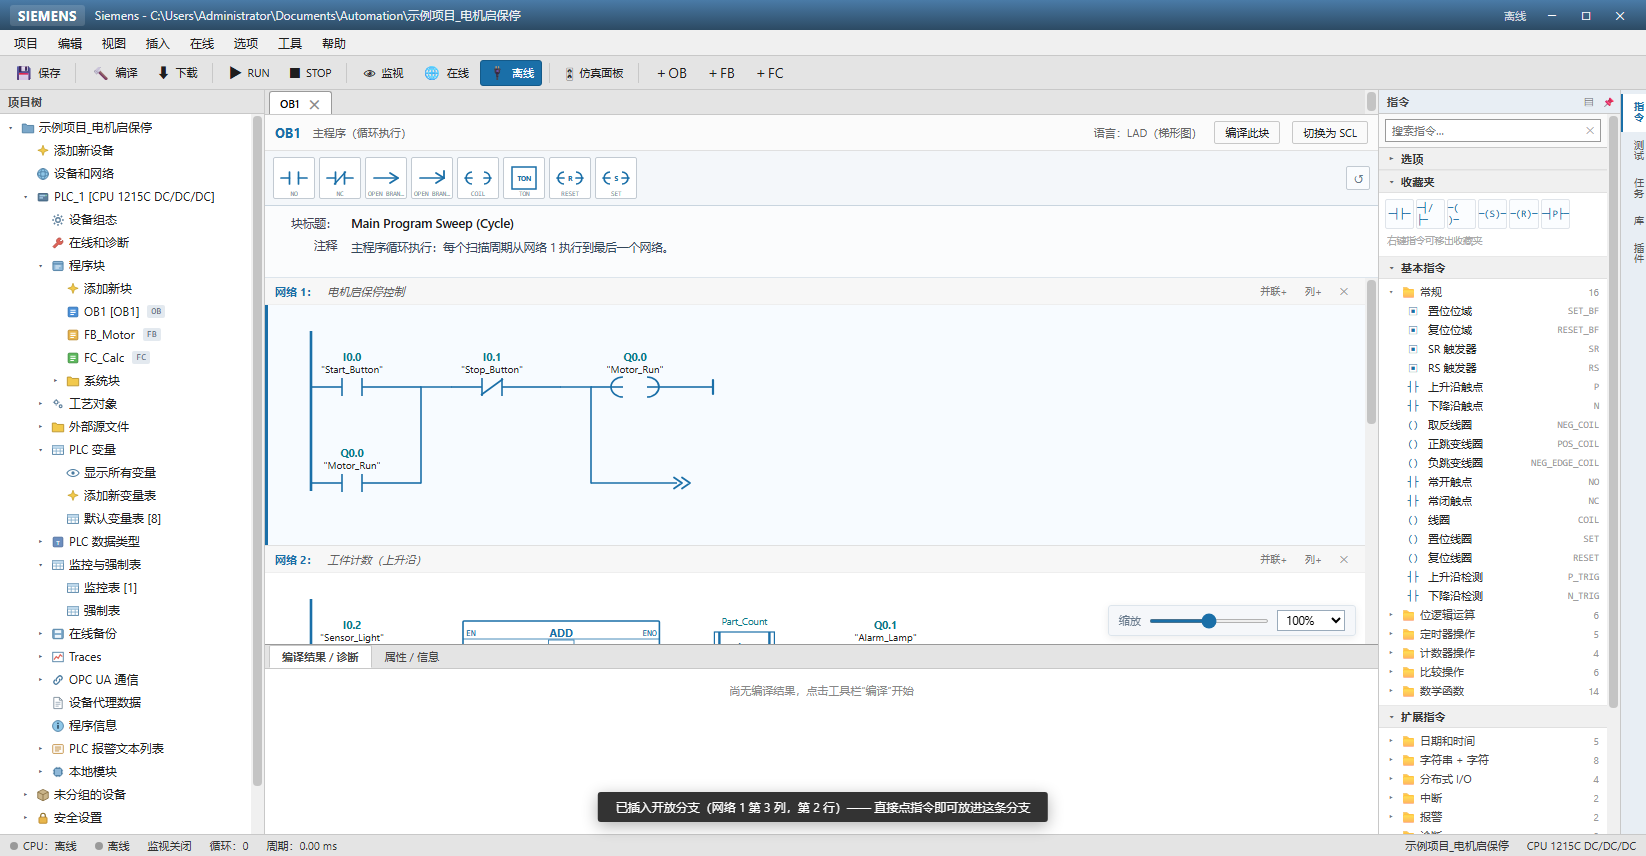 SIEMENS Siemens - C:\Users\Administrator\Documents\Automation\示例项目_电机启保停 离线
项目 编辑 视图 插入 在线 选项 工具 帮助
保存 编译 下载 RUN STOP 监视 在线 离线 仿真面板 + OB + FB + FC
项目树
示例项目_电机启保停
添加新设备
设备和网络
PLC_1 [CPU 1215C DC/DC/DC]
设备组态
在线和诊断
程序块
添加新块
OB1 [OB1] OB
FB_Motor FB
FC_Calc FC
系统块
工艺对象
外部源文件
PLC 变量
显示所有变量
添加新变量表
默认变量表 [8]
PLC 数据类型
监控与强制表
监控表 [1]
强制表
在线备份
Traces
OPC UA 通信
设备代理数据
程序信息
PLC 报警文本列表
本地模块
未分组的设备
安全设置
OB1
OB1 主程序（循环执行） 语言：LAD（梯形图） 编译此块 切换为 SCL
NO NC OPEN BRAN… OPEN BRAN… COIL TON TON R RESET S SET
块标题： Main Program Sweep (Cycle)
注释 主程序循环执行：每个扫描周期从网络 1 执行到最后一个网络。
网络 1： 电机启保停控制 并联+ 列+
I0.0 I0.1 Q0.0
"Start_Button" "Stop_Button" "Motor_Run"
Q0.0
"Motor_Run"
网络 2： 工件计数（上升沿） 并联+ 列+
I0.2 Part_Count Q0.1
"Sensor_Light" EN ADD ENO "Alarm_Lamp"
缩放 100%
编译结果 / 诊断 属性 / 信息
尚无编译结果，点击工具栏“编译”开始
已插入开放分支（网络 1 第 3 列，第 2 行）—— 直接点指令即可放进这条分支
指令
搜索指令...
选项
收藏夹
右键指令可移出收藏夹
基本指令
常规 16
置位位域 SET_BF
复位位域 RESET_BF
SR 触发器 SR
RS 触发器 RS
上升沿触点 P
下降沿触点 N
取反线圈 NEG_COIL
正跳变线圈 POS_COIL
负跳变线圈 NEG_EDGE_COIL
常开触点 NO
常闭触点 NC
线圈 COIL
置位线圈 SET
复位线圈 RESET
上升沿检测 P_TRIG
下降沿检测 N_TRIG
位逻辑运算 6
定时器操作 5
计数器操作 4
比较操作 6
数学函数 14
扩展指令
日期和时间 5
字符串 + 字符 8
分布式 I/O 4
中断 2
报警 2
指令
测试
任务
库
插件
CPU：离线 离线 监视关闭 循环：0 周期：0.00 ms 示例项目_电机启保停 CPU 1215C DC/DC/DC